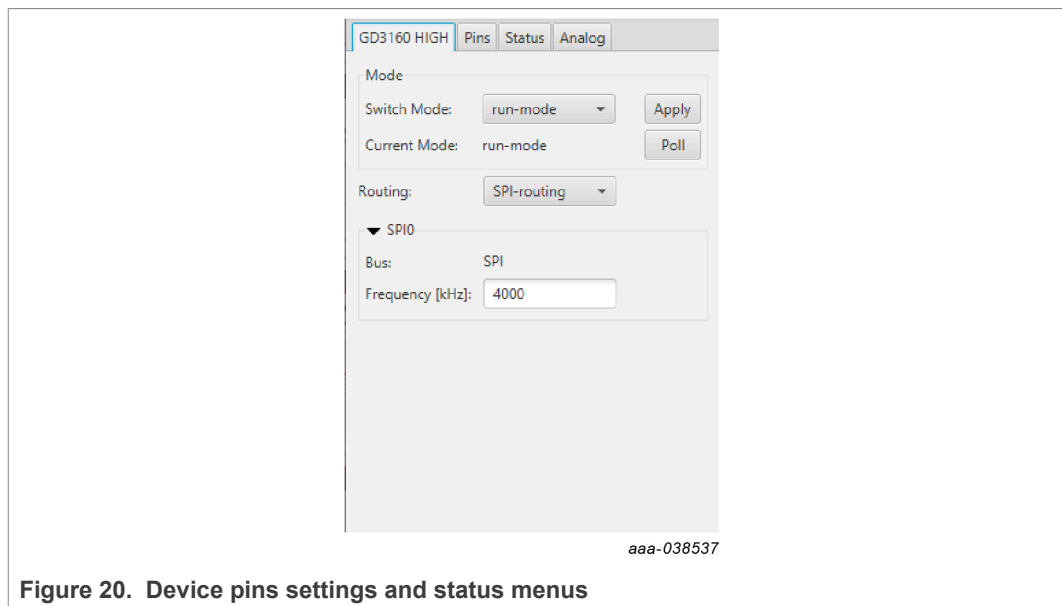 GD3160 HIGH Pins Status Analog
Mode
Switch Mode: run-mode Apply
Current Mode: run-mode Poll
Routing: SPI-routing
SPI0
Bus: SPI
Frequency [kHz]: 4000
aaa-038537
Figure 20. Device pins settings and status menus